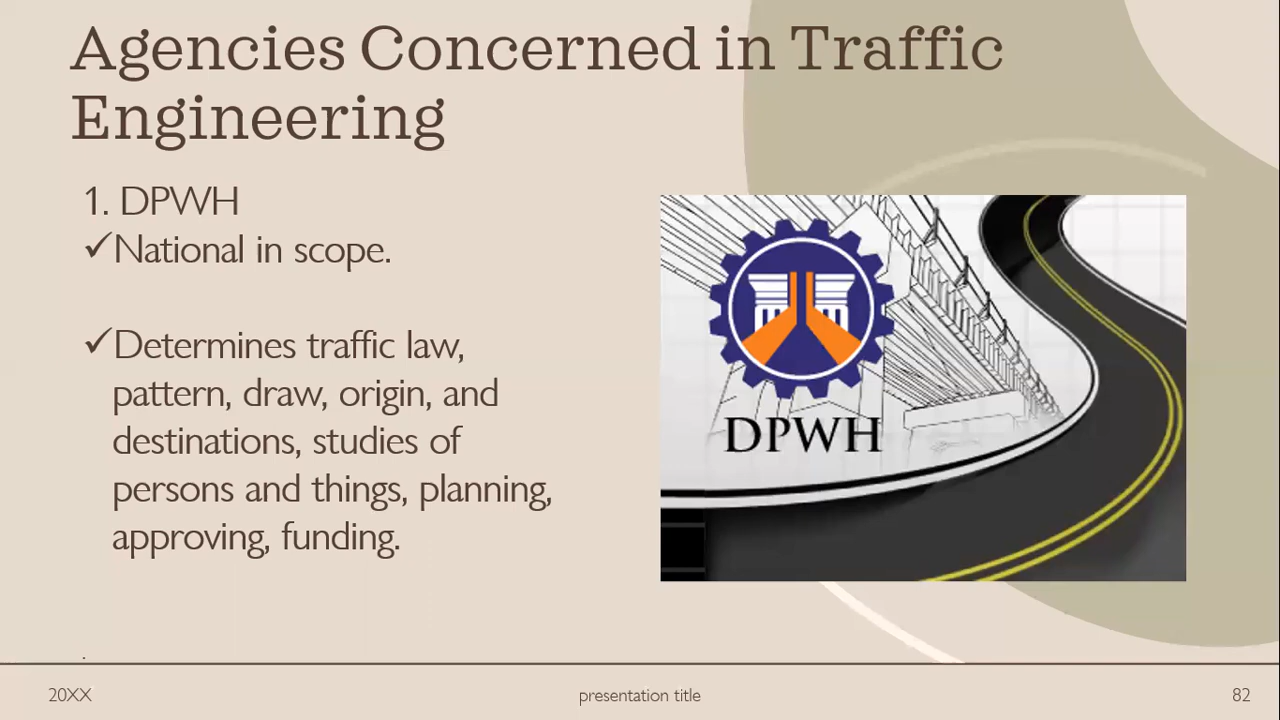 Agencies Concerned in Traffic
Engineering
1. DPWH
✓National in scope.
✓Determines traffic law,
pattern, draw, origin, and
destinations, studies of
persons and things, planning,
approving, funding.
DPWH
.
20XX
presentation title
82